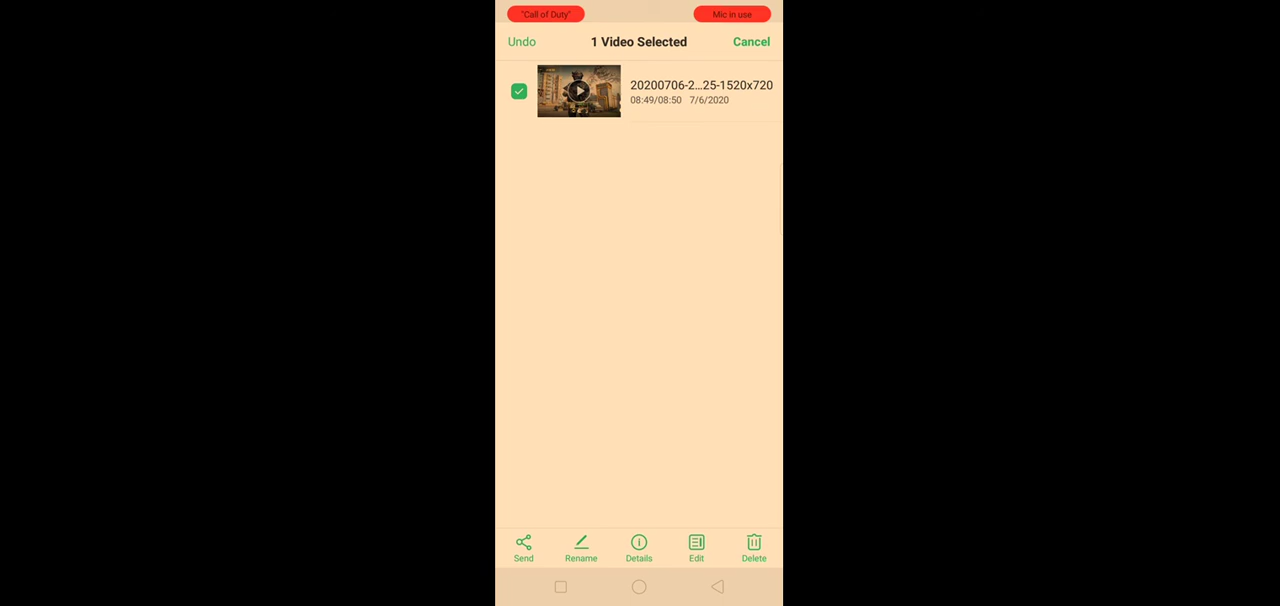 "Call of Duty" Mic in use
Undo 1 Video Selected Cancel
20200706-2...25-1520x720
08:49/08:50 7/6/2020
Send Rename Details Edit Delete